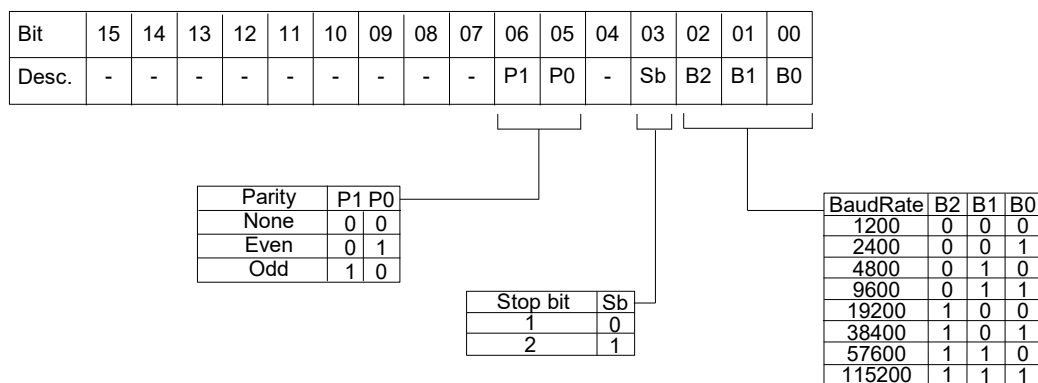 Bit 15 14 13 12 11 10 09 08 07 06 05 04 03 02 01 00
Desc. - - - - - - - - - P1 P0 - Sb B2 B1 B0
Parity P1 P0
None 0 0
Even 0 1
Odd 1 0
Stop bit Sb
1 0
2 1
BaudRate B2 B1 B0
1200 0 0 0
2400 0 0 1
4800 0 1 0
9600 0 1 1
19200 1 0 0
38400 1 0 1
57600 1 1 0
115200 1 1 1